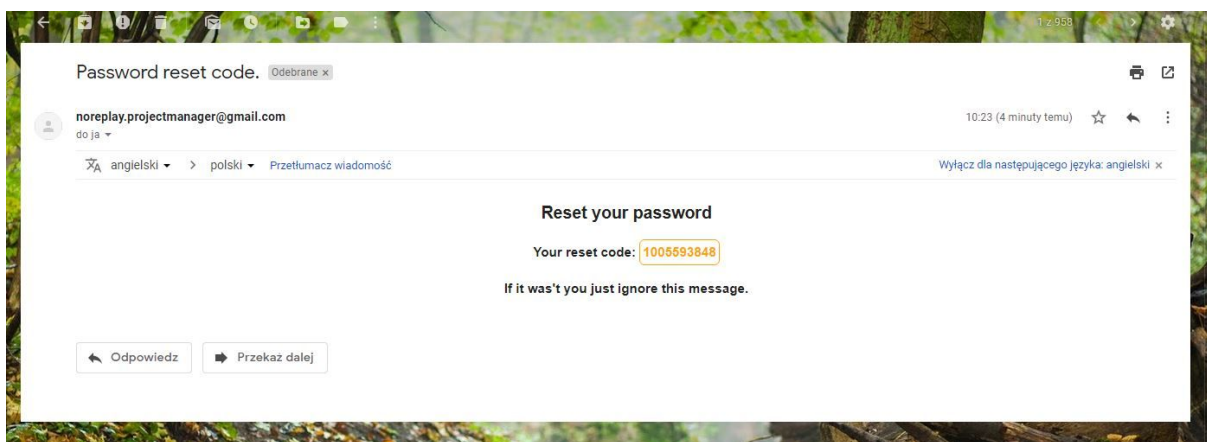 1 z 958
Password reset code. Odebrane ×
noreplay.projectmanager@gmail.com 10:23 (4 minuty temu)
do ja
angielski > polski Przetłumacz wiadomość Wyłącz dla następującego języka: angielski ×
Reset your password
Your reset code: 1005593848
If it was't you just ignore this message.
Odpowiedz Przekaż dalej